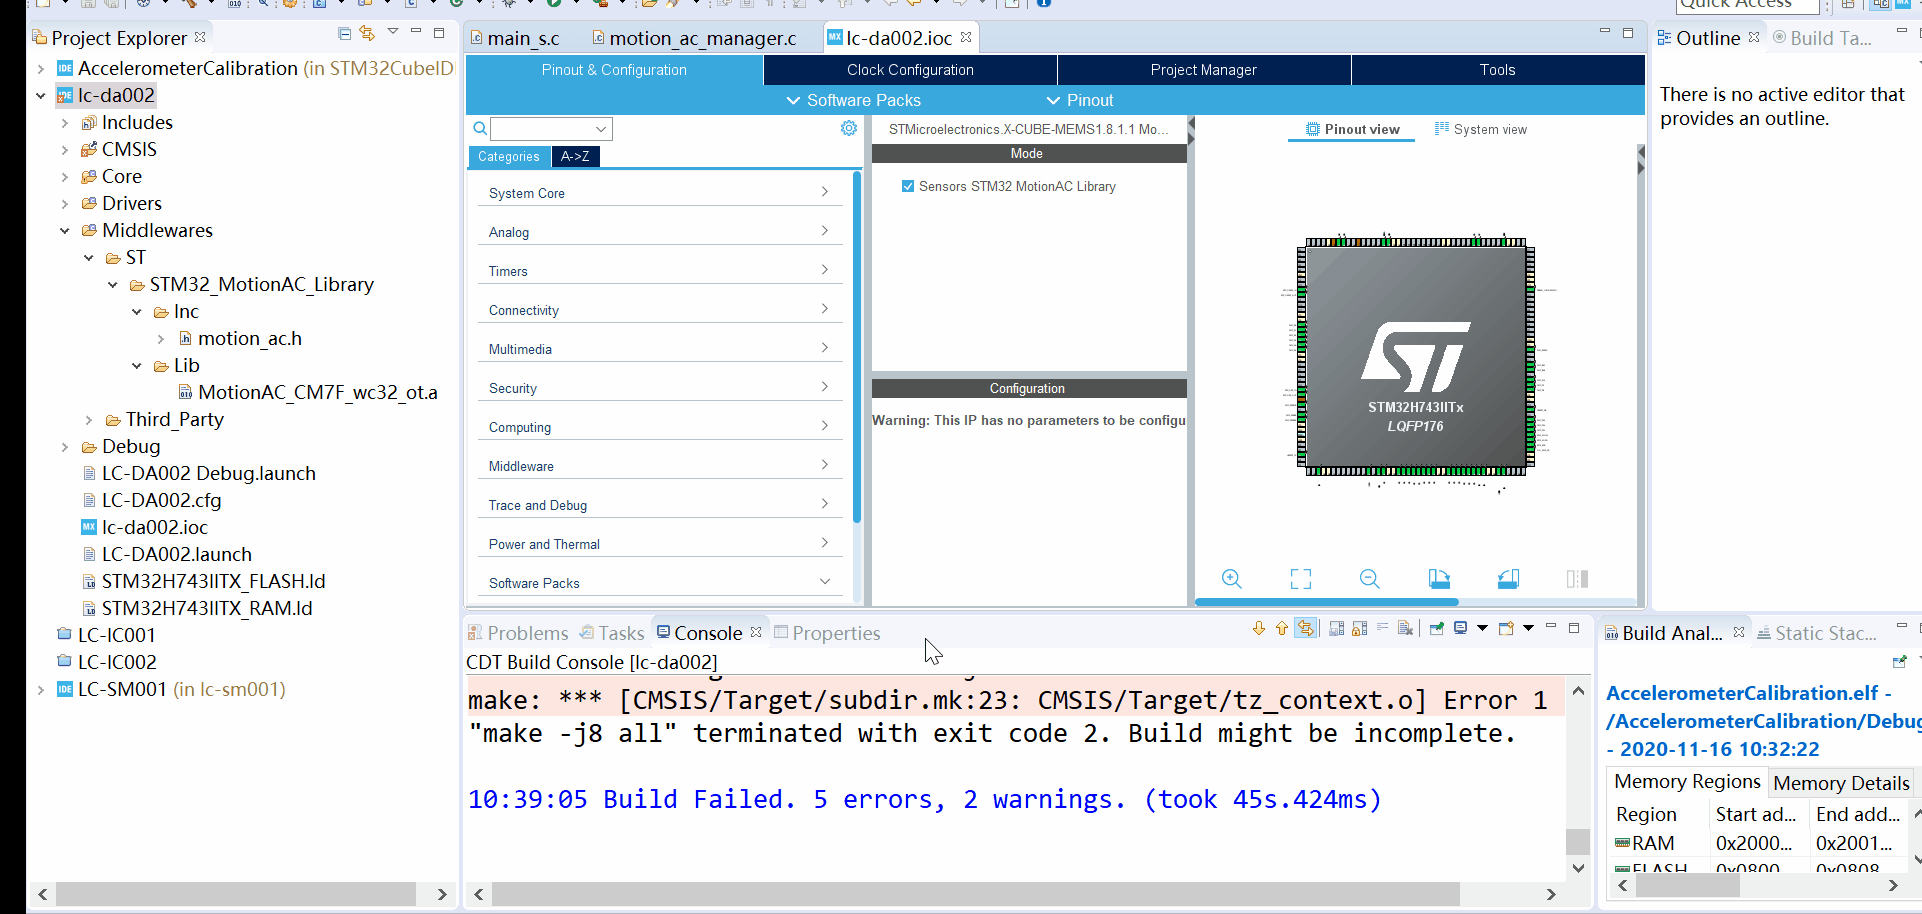 Quick Access
Project Explorer
AccelerometerCalibration (in STM32CubeID
lc-da002
Includes
CMSIS
Core
Drivers
Middlewares
ST
STM32_MotionAC_Library
Inc
motion_ac.h
Lib
MotionAC_CM7F_wc32_ot.a
Third_Party
Debug
LC-DA002 Debug.launch
LC-DA002.cfg
lc-da002.ioc
LC-DA002.launch
STM32H743IITX_FLASH.ld
STM32H743IITX_RAM.ld
LC-IC001
LC-IC002
LC-SM001 (in lc-sm001)
main_s.c
motion_ac_manager.c
lc-da002.ioc
Pinout & Configuration
Clock Configuration
Project Manager
Tools
Software Packs
Pinout
Categories
A->Z
System Core
Analog
Timers
Connectivity
Multimedia
Security
Computing
Middleware
Trace and Debug
Power and Thermal
Software Packs
STMicroelectronics.X-CUBE-MEMS1.8.1.1 Mo...
Mode
Sensors STM32 MotionAC Library
Configuration
Warning: This IP has no parameters to be configu
Pinout view
System view
STM32H743IITx
LQFP176
Outline
Build Ta...
There is no active editor that
provides an outline.
Problems
Tasks
Console
Properties
CDT Build Console [lc-da002]
make: *** [CMSIS/Target/subdir.mk:23: CMSIS/Target/tz_context.o] Error 1
"make -j8 all" terminated with exit code 2. Build might be incomplete.
10:39:05 Build Failed. 5 errors, 2 warnings. (took 45s.424ms)
Build Anal...
Static Stac...
AccelerometerCalibration.elf -
/AccelerometerCalibration/Debug
- 2020-11-16 10:32:22
Memory Regions
Memory Details
Region
Start ad...
End add...
RAM
0x2000...
0x2001...
FLASH
0x0800
0x0808